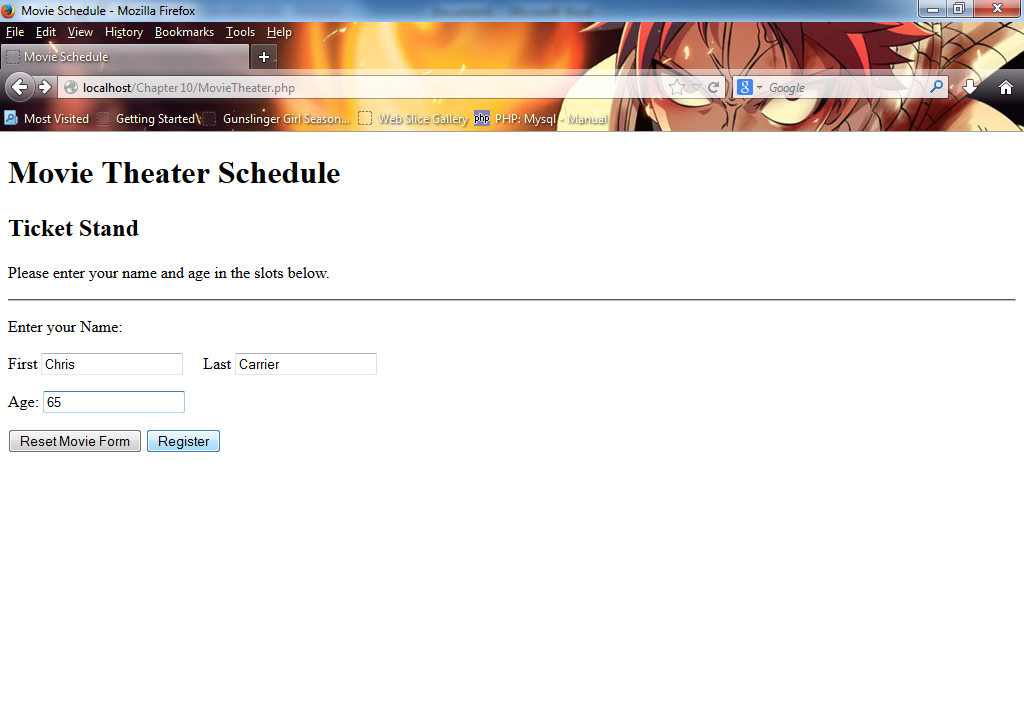 Movie Schedule - Mozilla Firefox
File Edit View History Bookmarks Tools Help
Movie Schedule
localhost/Chapter10/MovieTheater.php Google
Most Visited Getting Started Gunslinger Girl Season... Web Slice Gallery php PHP: Mysql - Manual
Movie Theater Schedule
Ticket Stand
Please enter your name and age in the slots below.
Enter your Name:
First Chris Last Carrier
Age: 65
Reset Movie Form Register